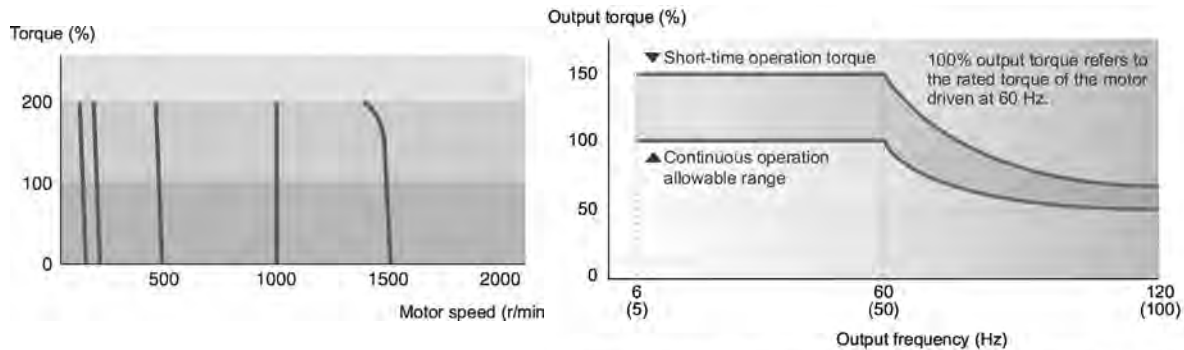 Torque (%)
200
100
0
500
1000
1500
2000
Motor speed (r/min
Output torque (%)
▼ Short-time operation torque
100% output torque refers to
the rated torque of the motor
driven at 60 Hz.
150
100
▲ Continuous operation
allowable range
50
0
6
(5)
60
(50)
120
(100)
Output frequency (Hz)